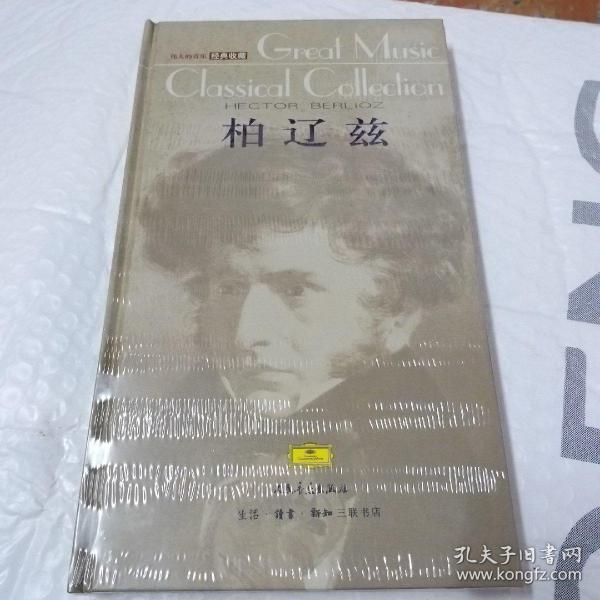 伟大的音乐 经典收藏 Great Music
Classical Collection
HECTOR BERLIOZ
柏辽兹
生活·讀書·新知三联书店
孔夫子旧书网
www.kongfz.com